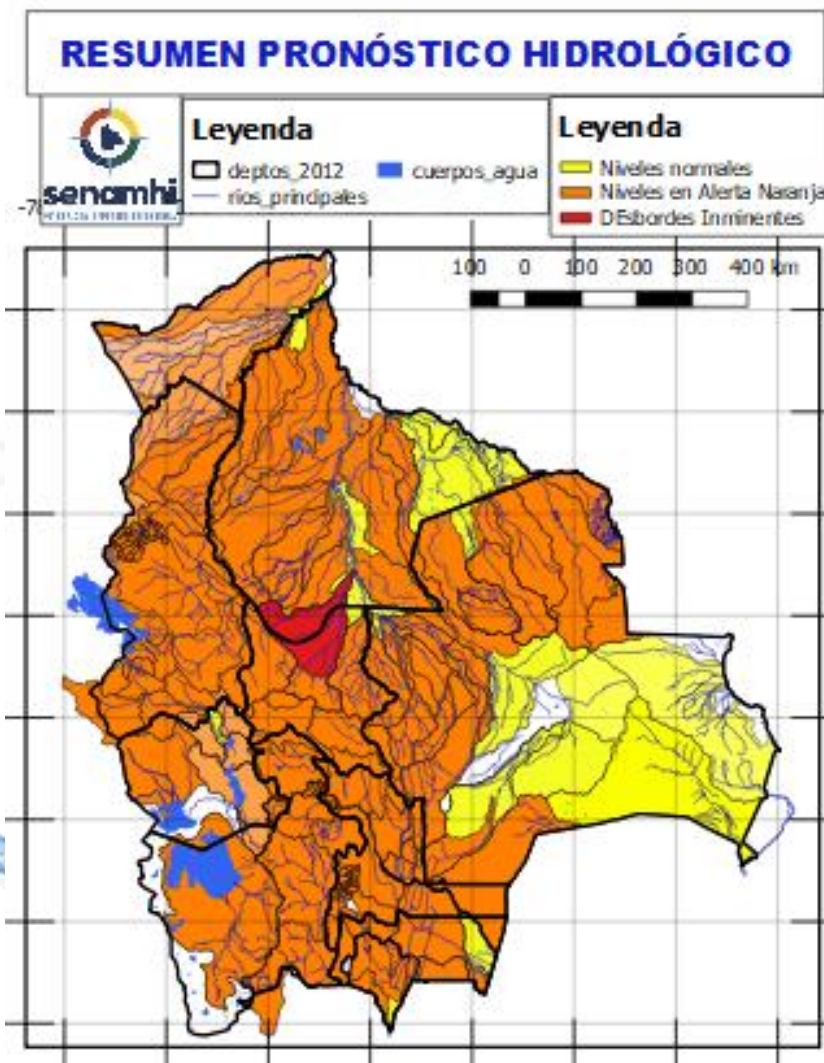 RESUMEN PRONÓSTICO HIDROLÓGICO
senamhi
Leyenda
deptos_2012
cuerpos_agua
rios_principales
Leyenda
Niveles normales
Niveles en Alerta Naranja
DEsbordes Inminentes
100 0 100 200 300 400 km